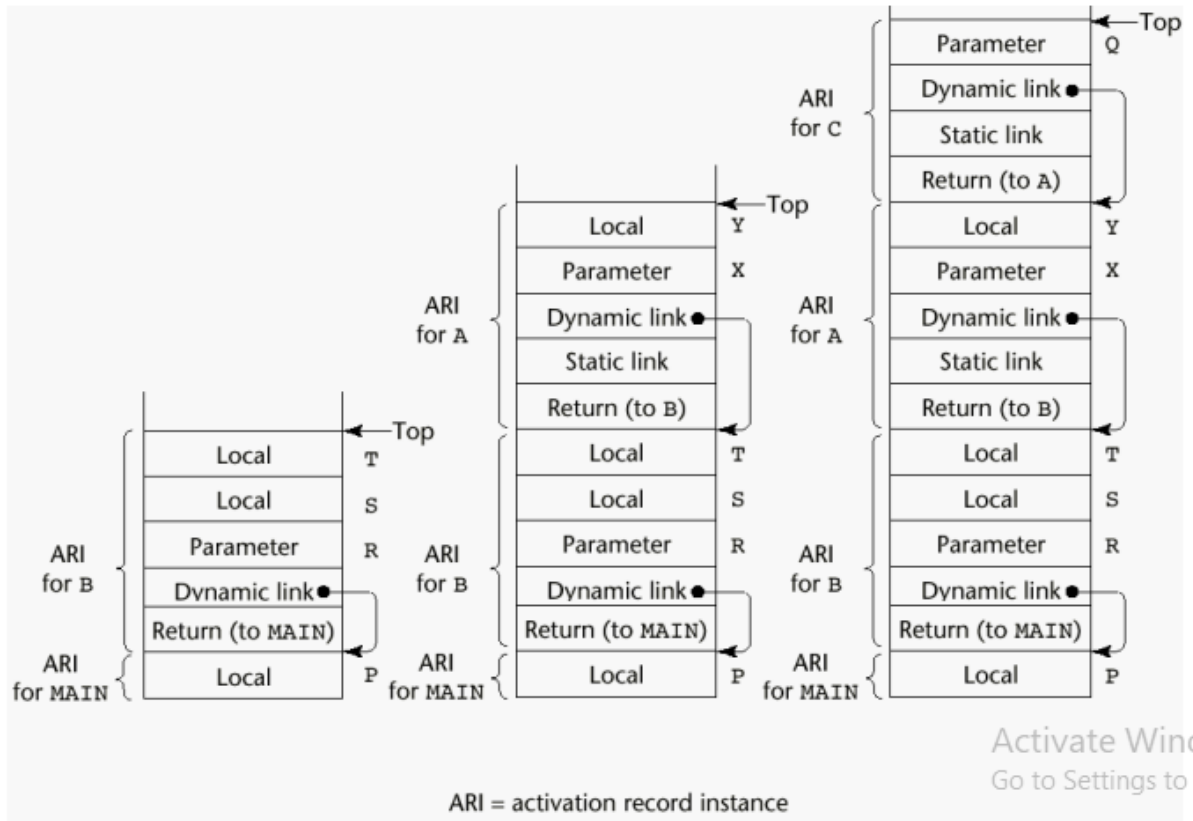 Top
Parameter Q
Dynamic link
ARI
for C
Static link
Return (to A)
Top
Local Y
Parameter X
ARI
for A
Dynamic link
Static link
Return (to B)
Local Y
Parameter X
ARI
for A
Dynamic link
Static link
Return (to B)
Top
Local T
Local S
Parameter R
ARI
for B
Dynamic link
Return (to MAIN)
ARI
for MAIN
Local P
Local T
Local S
Parameter R
ARI
for B
Dynamic link
Return (to MAIN)
ARI
for MAIN
Local P
Local T
Local S
Parameter R
ARI
for B
Dynamic link
Return (to MAIN)
ARI
for MAIN
Local P
Activate Wind
Go to Settings to
ARI = activation record instance